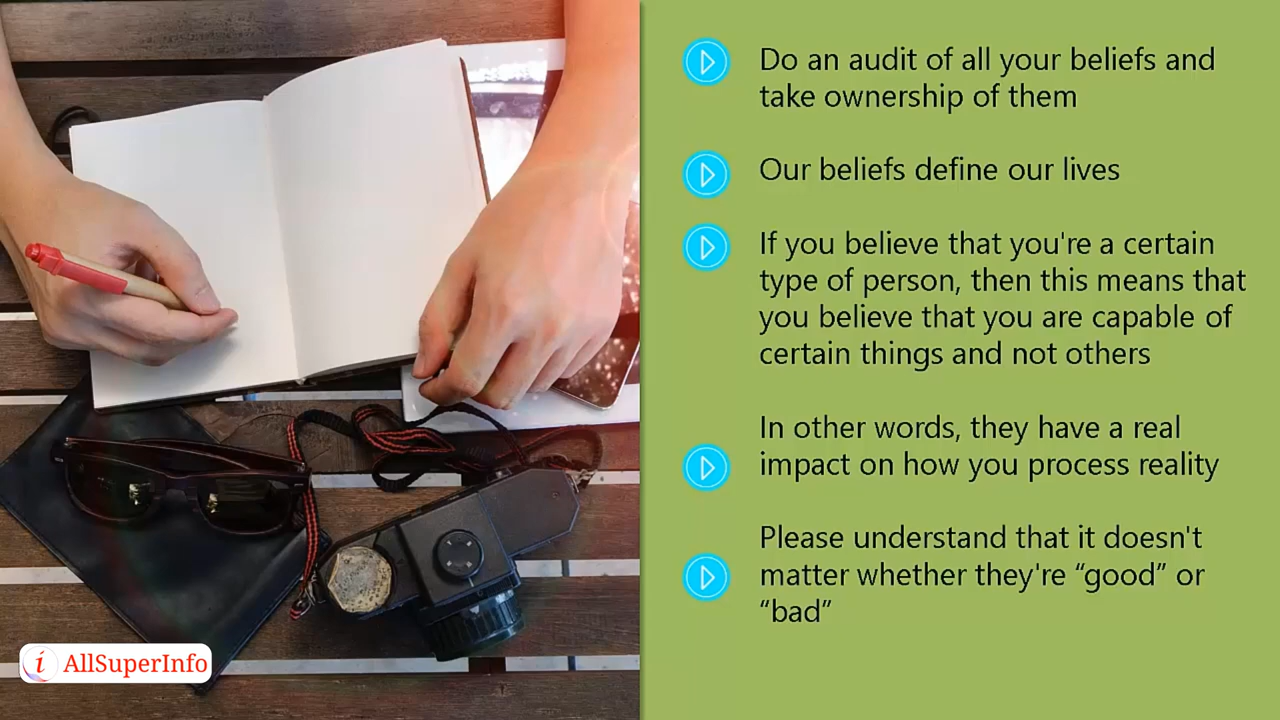 Do an audit of all your beliefs and
take ownership of them
Our beliefs define our lives
If you believe that you're a certain
type of person, then this means that
you believe that you are capable of
certain things and not others
In other words, they have a real
impact on how you process reality
Please understand that it doesn't
matter whether they're “good” or
“bad”
i AllSuperInfo